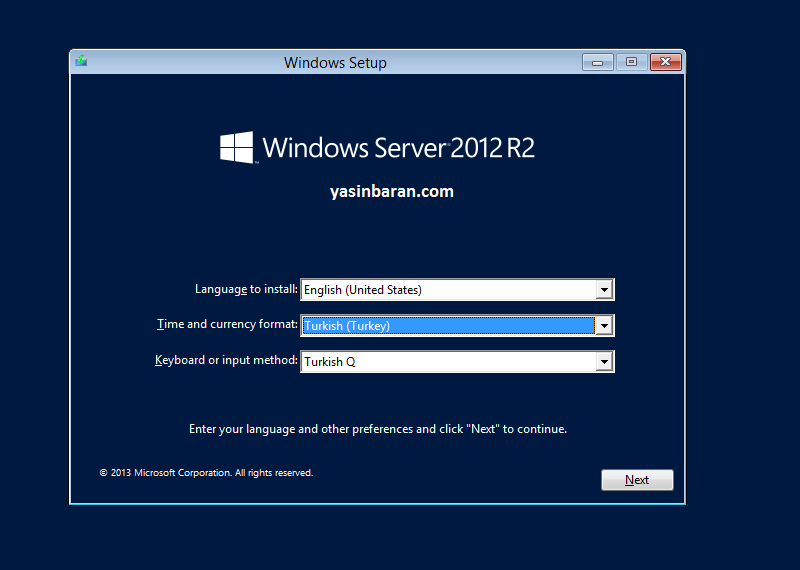 Windows Setup
Windows Server 2012 R2
yasinbaran.com
Language to install: English (United States)
Time and currency format: Turkish (Turkey)
Keyboard or input method: Turkish Q
Enter your language and other preferences and click "Next" to continue.
© 2013 Microsoft Corporation. All rights reserved.
Next